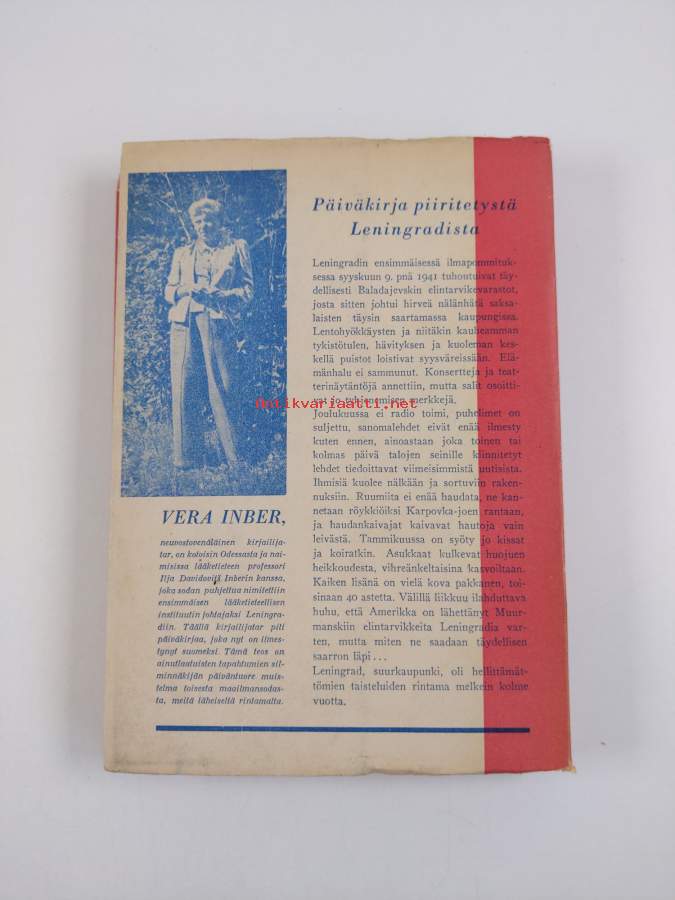 Päiväkirja piiritetystä
Leningradista
Leningradin ensimmäisessä ilmapommituk-
sessa syyskuun 9. pnä 1941 tuhoutuivat täy-
dellisesti Baladajevskin elintarvikevarastot,
josta sitten johtui hirveä nälänhätä saksa-
laisten täysin saartamassa kaupungissa.
Lentohyökkäysten ja niitäkin kauheamman
tykistötulen, hävityksen ja kuoleman kes-
kellä puistot loistivat syysväreissään. Elä-
mänhalu ei sammunut. Konsertteja ja teat-
terinäytäntöjä annettiin, mutta salit osoitti-
vat jo tuhoutumisen merkkejä.
Joulukuussa ei radio toimi, puhelimet on
suljettu, sanomalehdet eivät enää ilmesty
kuten ennen, ainoastaan joka toinen tai
kolmas päivä talojen seinille kiinnitetyt
lehdet tiedoittavat viimeisimmistä uutisista.
Ihmisiä kuolee nälkään ja sortuviin raken-
nuksiin. Ruumiita ei enää haudata, ne kan-
netaan röykkiöiksi Karpovka-joen rantaan,
ja haudankaivajat kaivavat hautoja vain
leivästä. Tammikuussa on syöty jo kissat
ja koiratkin. Asukkaat kulkevat huojuen
heikkoudesta, vihreänkeltaisina kasvoiltaan.
Kaiken lisänä on vielä kova pakkanen, toi-
sinaan 40 astetta. Välillä liikkuu ilahduttava
huhu, että Amerikka on lähettänyt Muur-
manskiin elintarvikkeita Leningradia var-
ten, mutta miten ne saadaan täydellisen
saarron läpi...
Leningrad, suurkaupunki, oli hellittämät-
tömien taisteluiden rintama melkein kolme
vuotta.
VERA INBER,
neuvostovenäläinen kirjailija-
tar, on kotoisin Odessasta ja nai-
misissa lääketieteen professori
Ilja Davidovitš Inberin kanssa,
joka sodan puhjettua nimitettiin
ensimmäisen lääketieteellisen
instituutin johtajaksi Leningra-
diin. Täällä kirjailijatar piti
päiväkirjaa, joka nyt on ilmes-
tynyt suomeksi. Tämä teos on
ainutlaatuisten tapahtumien sil-
minnäkijän päiväntuore muis-
telma toisesta maailmansodas-
ta, meitä läheiseltä rintamalta.
antikvariaatti.net